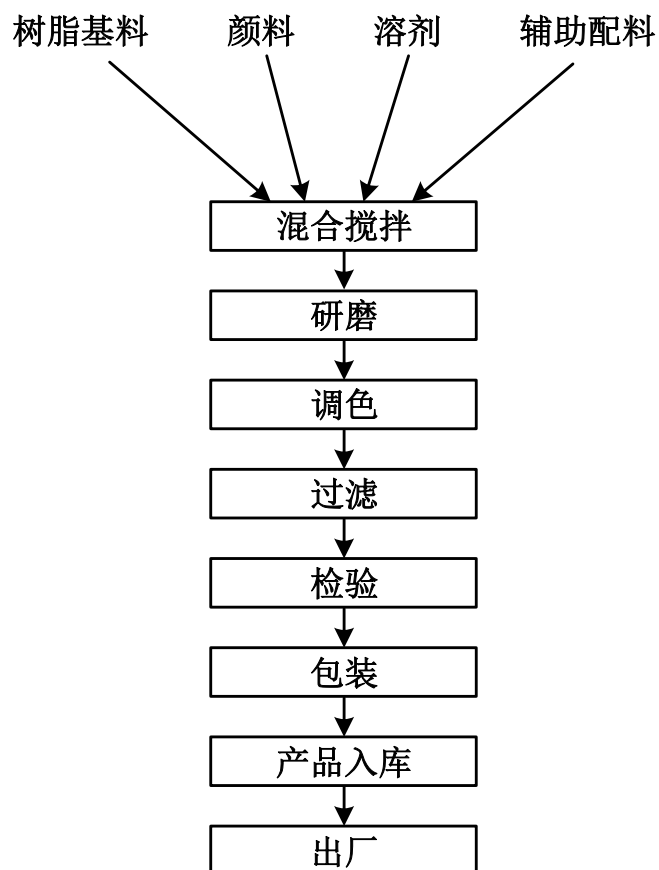 树脂基料 颜料 溶剂 辅助配料
混合搅拌
研磨
调色
过滤
检验
包装
产品入库
出厂